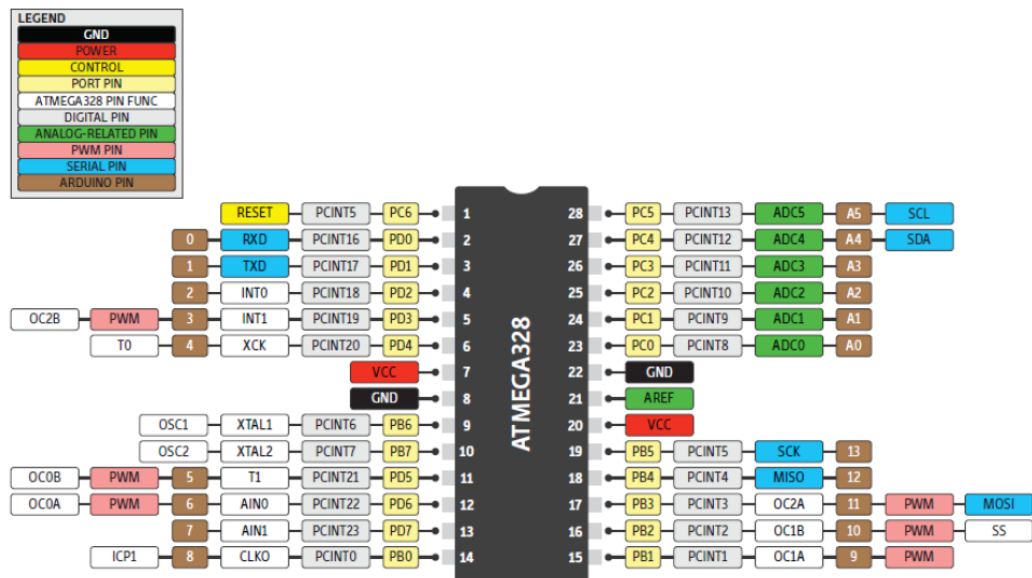 LEGEND
GND
POWER
CONTROL
PORT PIN
ATMEGA328 PIN FUNC
DIGITAL PIN
ANALOG-RELATED PIN
PWM PIN
SERIAL PIN
ARDUINO PIN
RESET PCINT5 PC6 1 28 PC5 PCINT13 ADC5 A5 SCL
0 RXD PCINT16 PD0 2 27 PC4 PCINT12 ADC4 A4 SDA
1 TXD PCINT17 PD1 3 26 PC3 PCINT11 ADC3 A3
2 INT0 PCINT18 PD2 4 25 PC2 PCINT10 ADC2 A2
OC2B PWM 3 INT1 PCINT19 PD3 5 24 PC1 PCINT9 ADC1 A1
T0 4 XCK PCINT20 PD4 6 23 PC0 PCINT8 ADC0 A0
VCC 7 22 GND
GND 8 21 AREF
OSC1 XTAL1 PCINT6 PB6 9 20 VCC
OSC2 XTAL2 PCINT7 PB7 10 19 PB5 PCINT5 SCK 13
OC0B PWM 5 T1 PCINT21 PD5 11 18 PB4 PCINT4 MISO 12
OC0A PWM 6 AIN0 PCINT22 PD6 12 17 PB3 PCINT3 OC2A 11 PWM MOSI
7 AIN1 PCINT23 PD7 13 16 PB2 PCINT2 OC1B 10 PWM SS
ICP1 8 CLKO PCINT0 PB0 14 15 PB1 PCINT1 OC1A 9 PWM
ATMEGA328